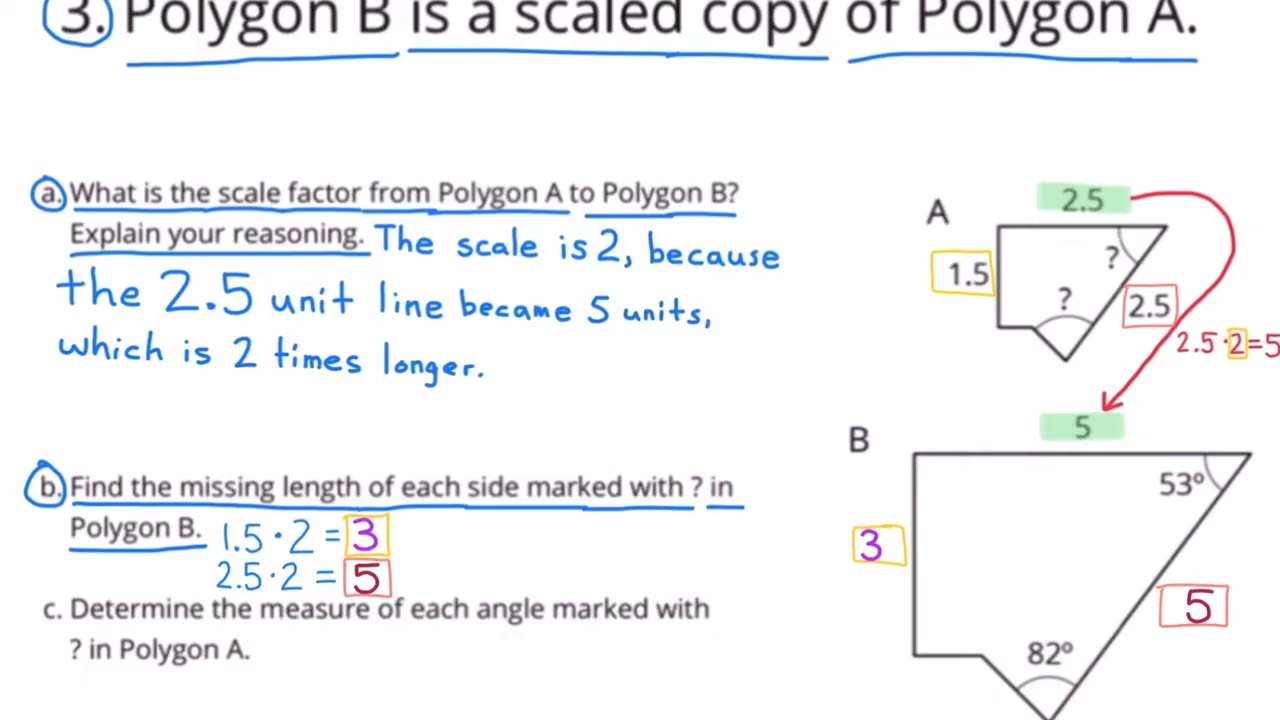 3. Polygon B is a scaled copy of Polygon A.
a. What is the scale factor from Polygon A to Polygon B?
Explain your reasoning. The scale is 2, because
the 2.5 unit line became 5 units,
which is 2 times longer.
A
2.5
1.5
?
?
2.5
2.5 · 2 = 5
b. Find the missing length of each side marked with ? in
Polygon B. 1.5 · 2 = 3
2.5 · 2 = 5
c. Determine the measure of each angle marked with
? in Polygon A.
B
5
53º
3
5
82º